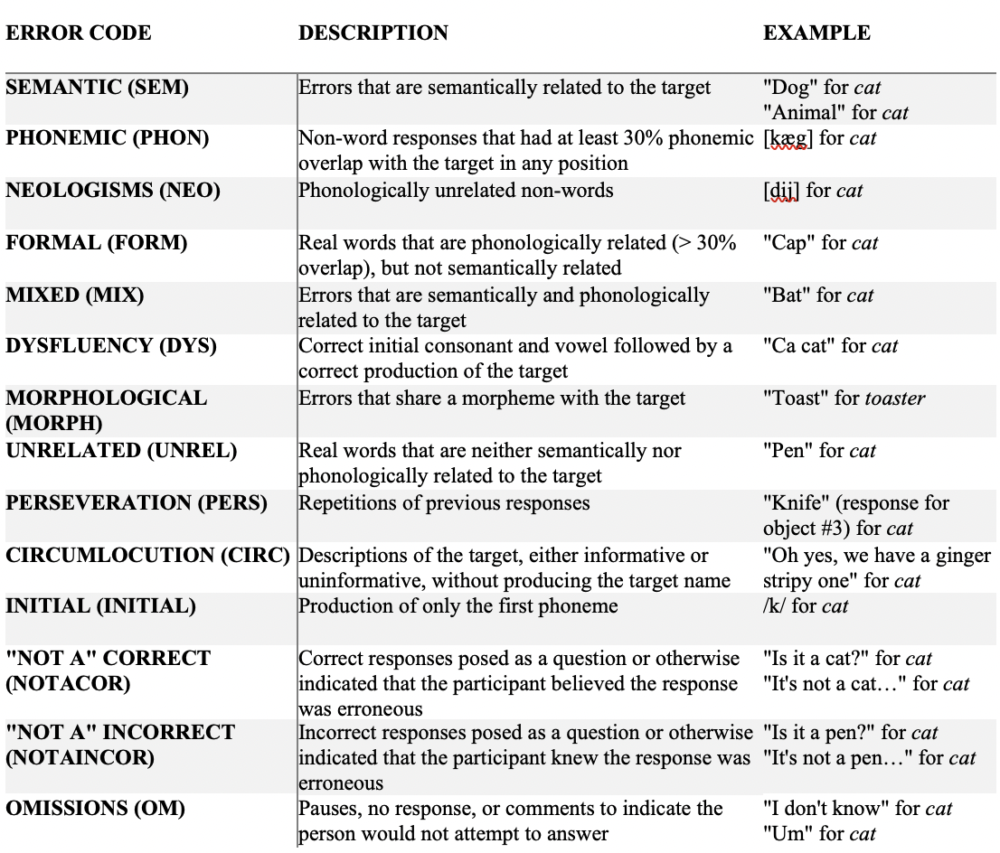 ERROR CODE DESCRIPTION EXAMPLE
SEMANTIC (SEM) Errors that are semantically related to the target "Dog" for cat
"Animal" for cat
PHONEMIC (PHON) Non-word responses that had at least 30% phonemic [kæg] for cat
overlap with the target in any position
NEOLOGISMS (NEO) Phonologically unrelated non-words [dij] for cat
FORMAL (FORM) Real words that are phonologically related (> 30% "Cap" for cat
overlap), but not semantically related
MIXED (MIX) Errors that are semantically and phonologically "Bat" for cat
related to the target
DYSFLUENCY (DYS) Correct initial consonant and vowel followed by a "Ca cat" for cat
correct production of the target
MORPHOLOGICAL Errors that share a morpheme with the target "Toast" for toaster
(MORPH)
UNRELATED (UNREL) Real words that are neither semantically nor "Pen" for cat
phonologically related to the target
PERSEVERATION (PERS) Repetitions of previous responses "Knife" (response for
object #3) for cat
CIRCUMLOCUTION (CIRC) Descriptions of the target, either informative or "Oh yes, we have a ginger
uninformative, without producing the target name stripy one" for cat
INITIAL (INITIAL) Production of only the first phoneme /k/ for cat
"NOT A" CORRECT Correct responses posed as a question or otherwise "Is it a cat?" for cat
(NOTACOR) indicated that the participant believed the response "It's not a cat…" for cat
was erroneous
"NOT A" INCORRECT Incorrect responses posed as a question or otherwise "Is it a pen?" for cat
(NOTAINCOR) indicated that the participant knew the response was "It's not a pen…" for cat
erroneous
OMISSIONS (OM) Pauses, no response, or comments to indicate the "I don't know" for cat
person would not attempt to answer "Um" for cat